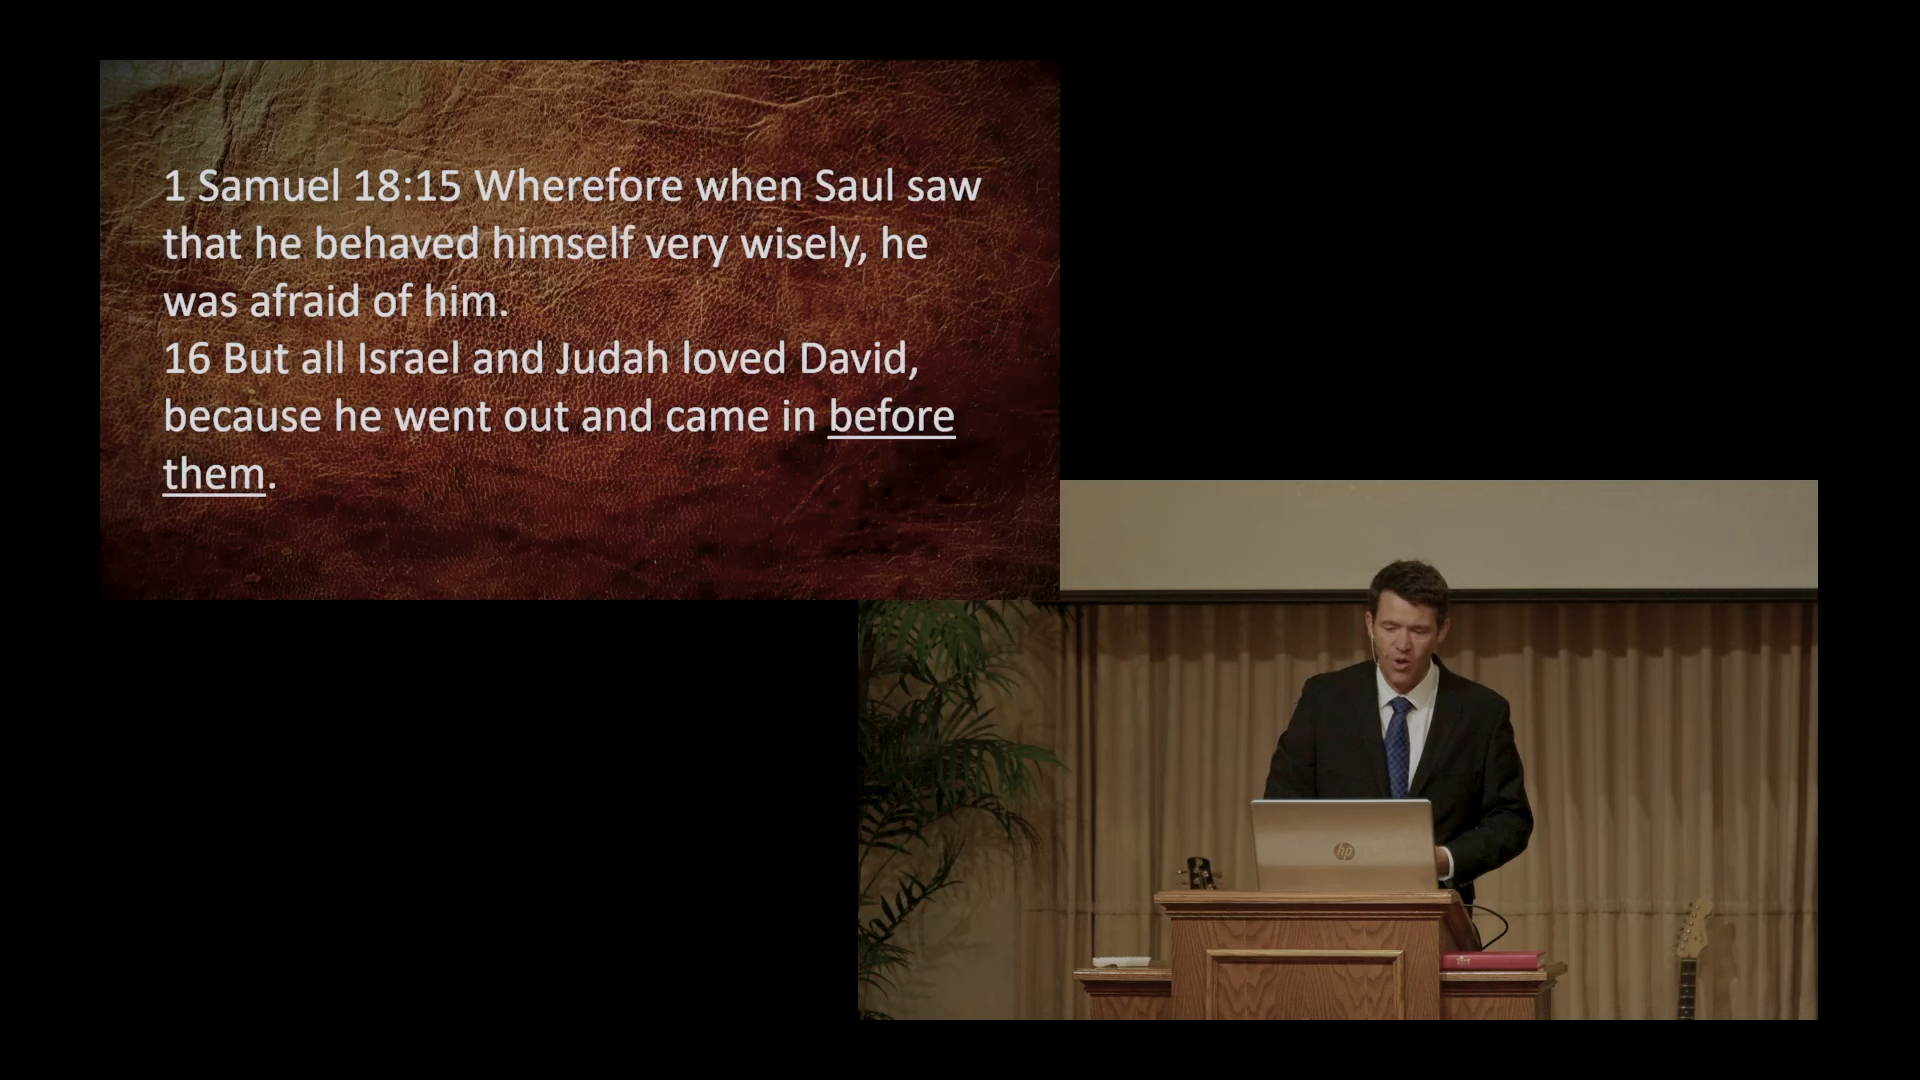 1 Samuel 18:15 Wherefore when Saul saw
that he behaved himself very wisely, he
was afraid of him.
16 But all Israel and Judah loved David,
because he went out and came in before
them.
hp